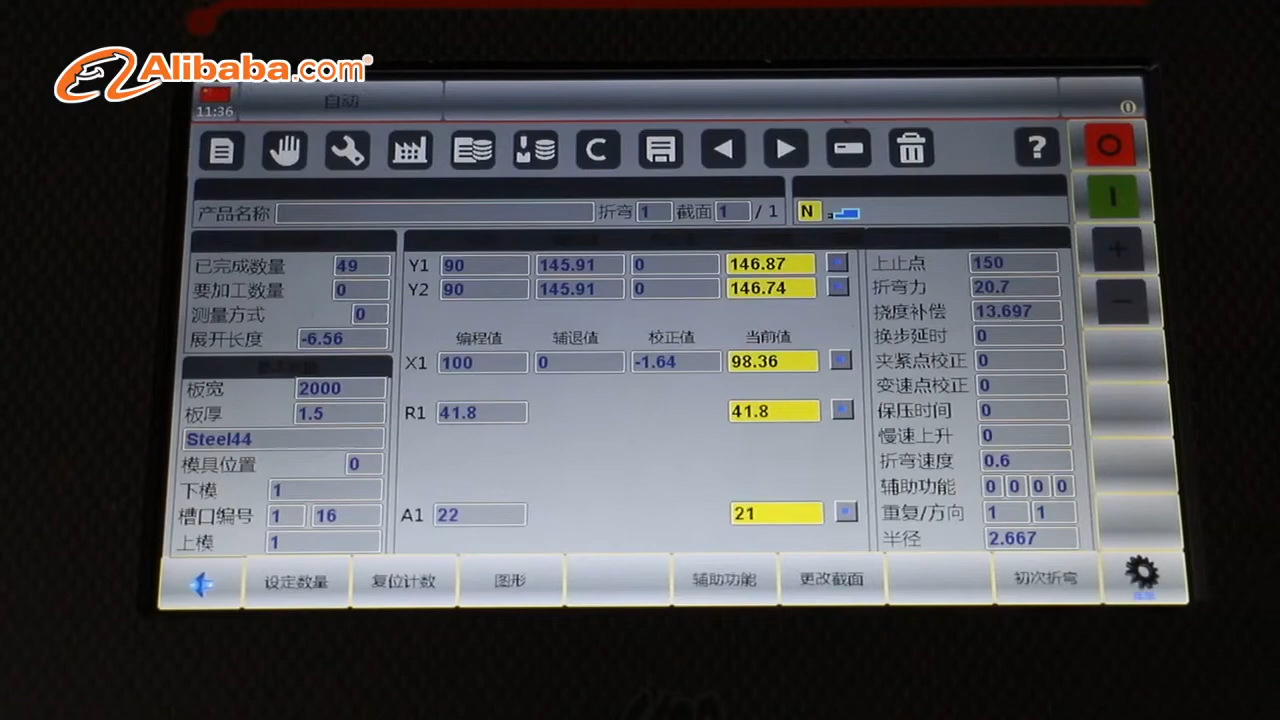 Alibaba.com®
自动
11:36
C
?
产品名称 折弯 1 截面 1 / 1 N
已完成数量 49
要加工数量 0
测量方式 0
展开长度 -6.56
板宽 2000
板厚 1.5
Steel44
模具位置 0
下模 1
槽口编号 1 16
上模 1
Y1 90 145.91 0 146.87
Y2 90 145.91 0 146.74
编程值 辅退值 校正值 当前值
X1 100 0 -1.64 98.36
R1 41.8 41.8
A1 22 21
上止点 150
折弯力 20.7
挠度补偿 13.697
换步延时 0
夹紧点校正 0
变速点校正 0
保压时间 0
慢速上升 0
折弯速度 0.6
辅助功能 0 0 0 0
重复/方向 1 1
半径 2.667
设定数量 复位计数 图形 辅助功能 更改截面 初次折弯